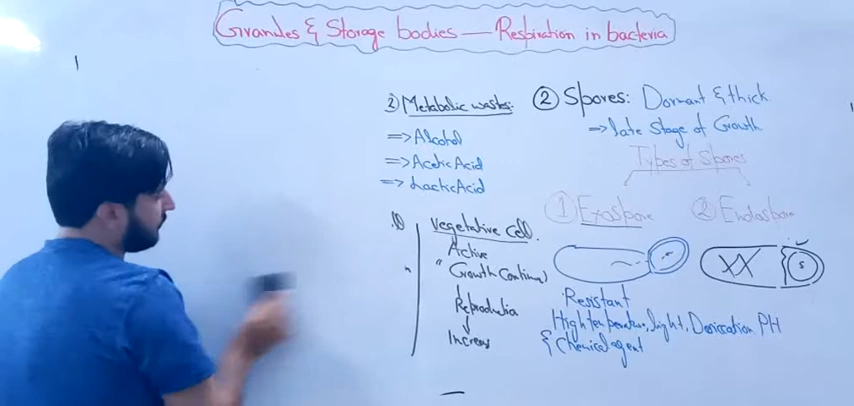 Granules & Storage bodies — Respiration in bacteria
3) Metabolic wastes:
=> Alcohol
=> Acetic Acid
=> Lactic Acid
Vegetative cell.
Active
Growth Continue)
Reproductio
Increas
② Spores: Dormant & thick
=> late stage of Growth
Types of Spores
① Exospore ② Endospore
S
Resistant
High temperature, light, Desiccation PH
& Chemical agent